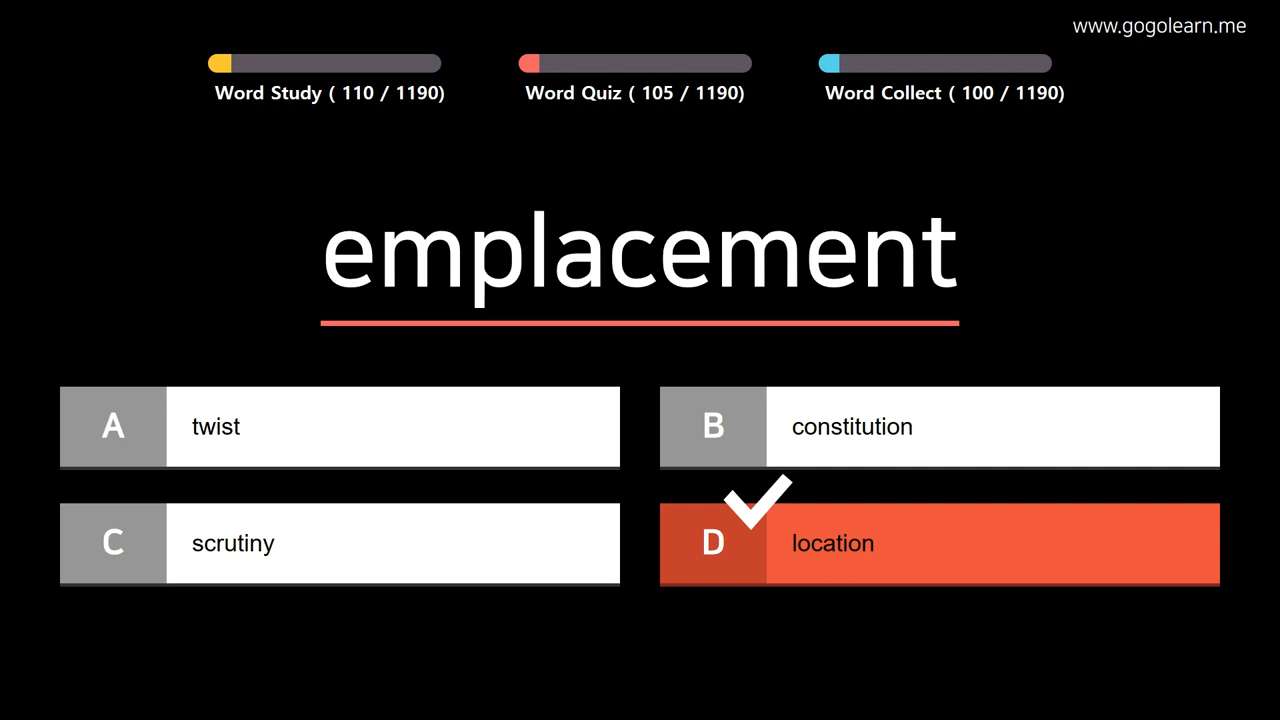 www.gogolearn.me
Word Study ( 110 / 1190)
Word Quiz ( 105 / 1190)
Word Collect ( 100 / 1190)
emplacement
A twist
B constitution
C scrutiny
D location